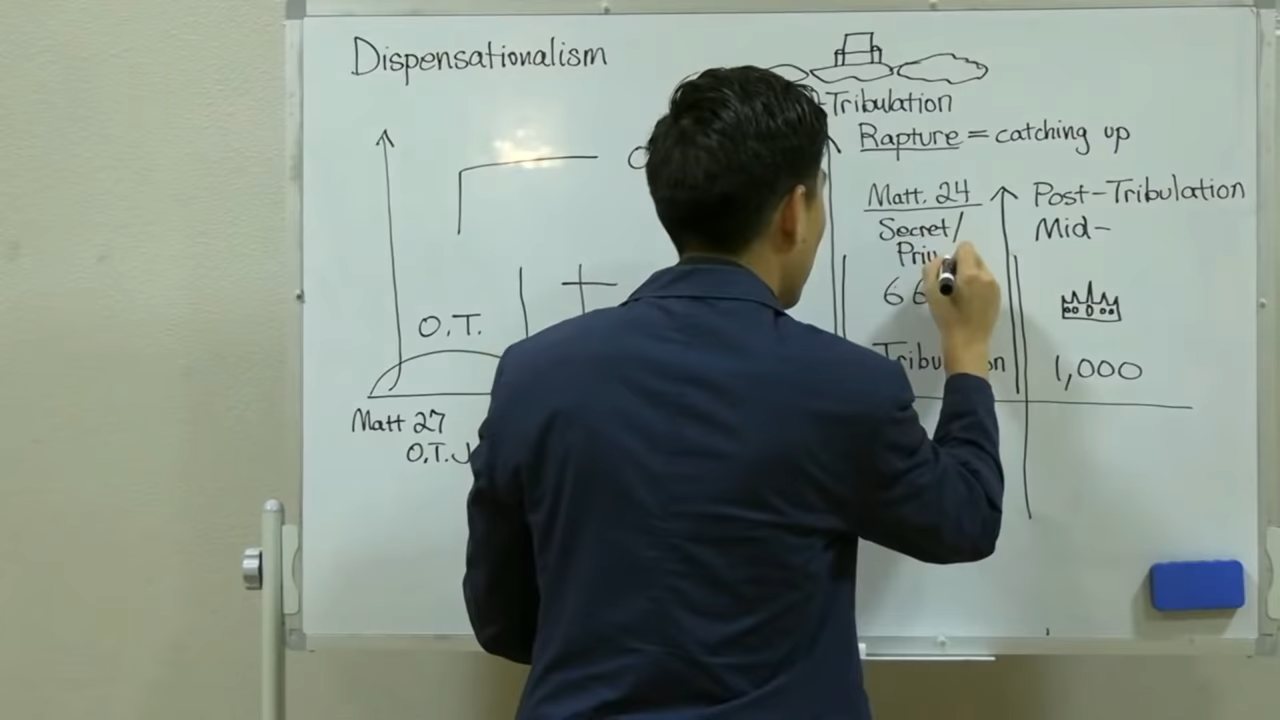 Dispensationalism
-Tribulation
Rapture = catching up
Matt. 24
Post-Tribulation
Secret/
Mid-
O.T.
1,000
Matt 27
O.T.